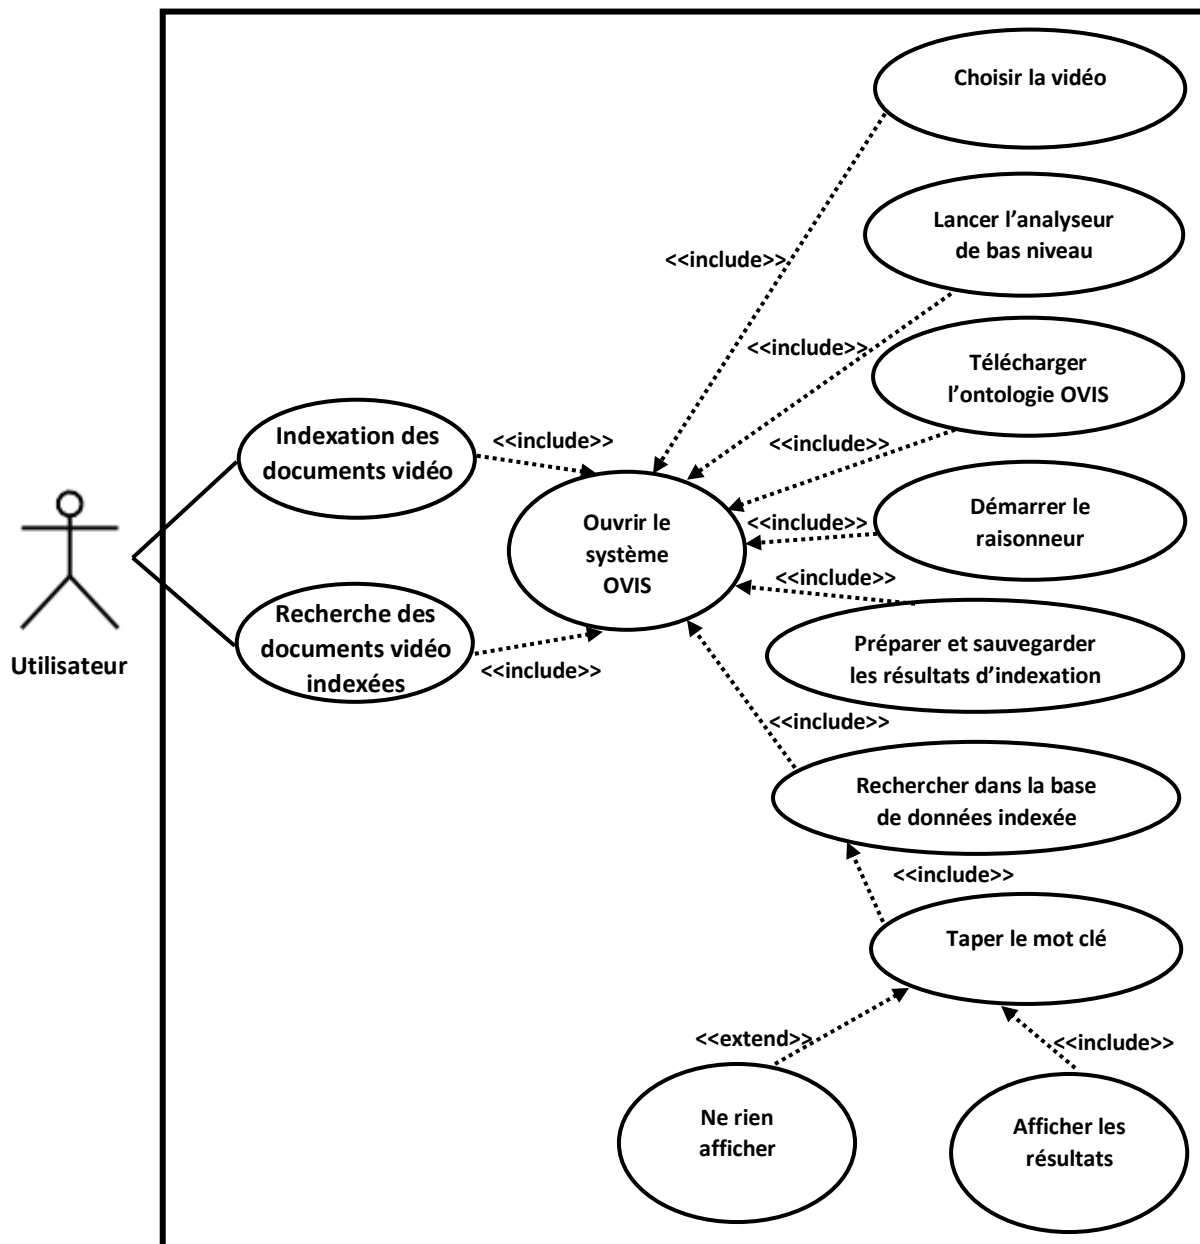 Choisir la vidéo
Lancer l’analyseur
de bas niveau
<<include>>
<<include>>
Télécharger
l’ontologie OVIS
Indexation des
documents vidéo
<<include>>
<<include>>
Ouvrir le
système
OVIS
<<include>>
Démarrer le
raisonneur
<<include>>
Utilisateur
Recherche des
documents vidéo
indexées
<<include>>
Préparer et sauvegarder
les résultats d’indexation
<<include>>
Rechercher dans la base
de données indexée
<<include>>
Taper le mot clé
<<extend>>
<<include>>
Ne rien
afficher
Afficher les
résultats